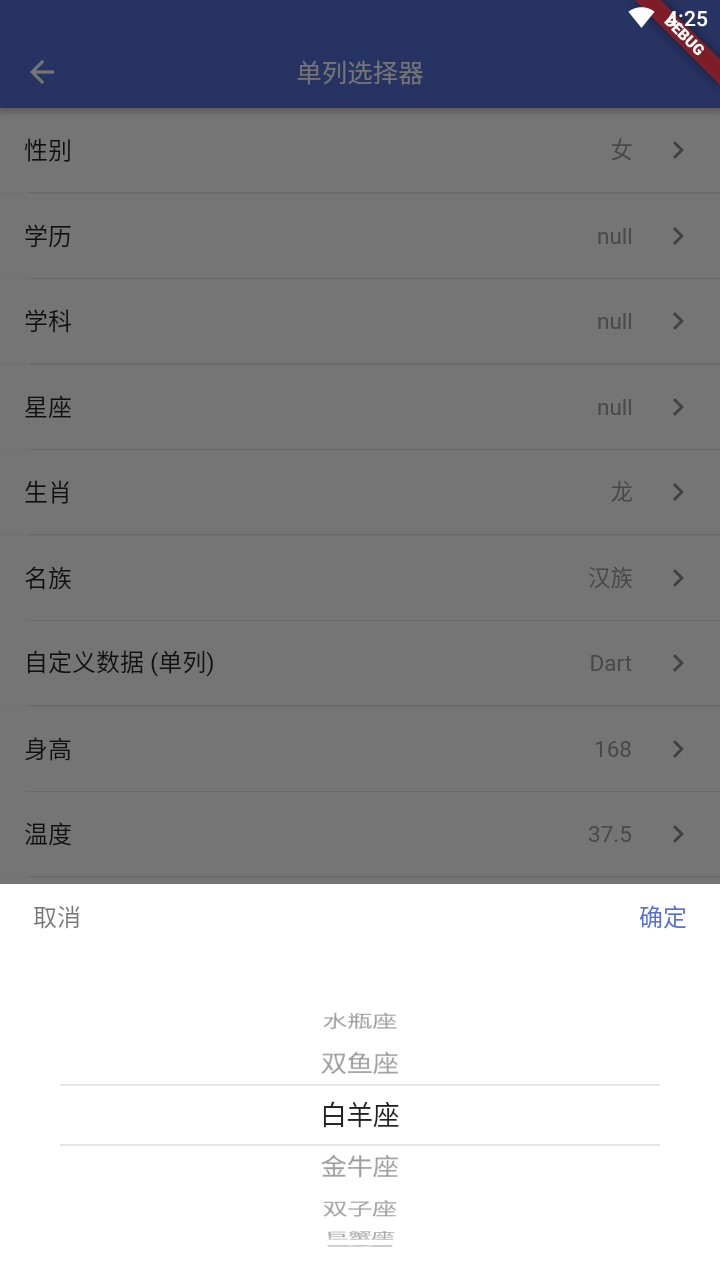 4:25
DEBUG
单列选择器
性别 女
学历 null
学科 null
星座 null
生肖 龙
名族 汉族
自定义数据 (单列) Dart
身高 168
温度 37.5
取消 确定
水瓶座
双鱼座
白羊座
金牛座
双子座
巨蟹座